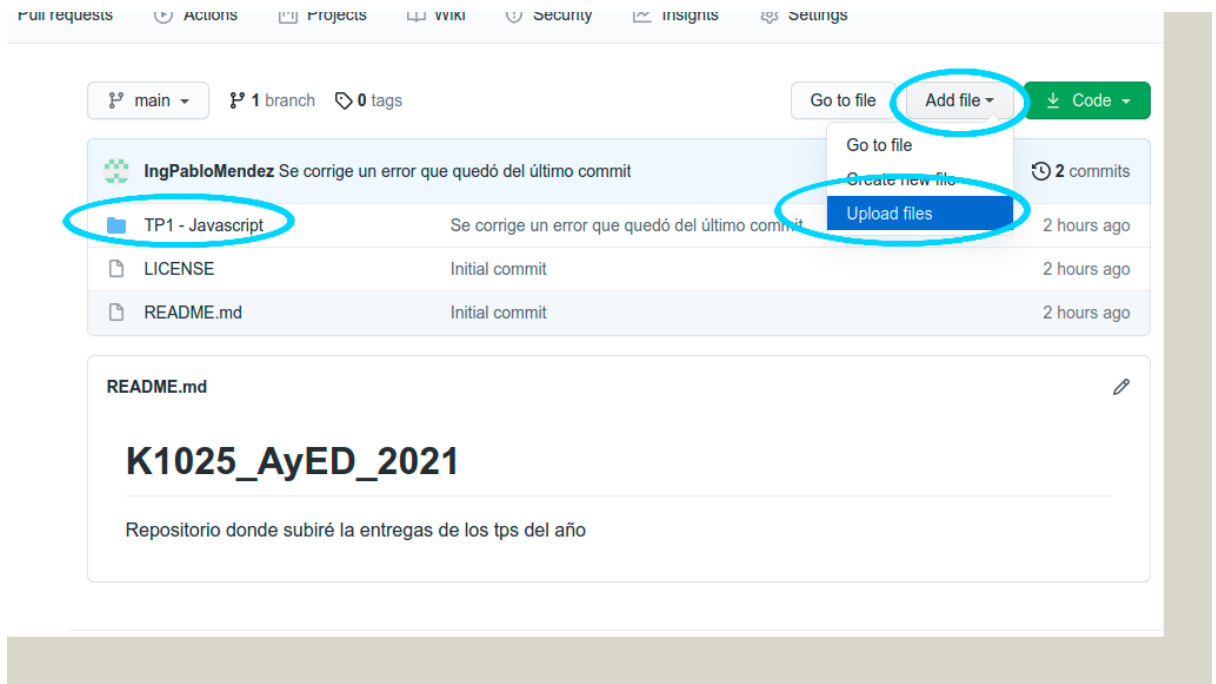 Pull requests Actions Projects Wiki Security Insights Settings
main 1 branch 0 tags Go to file Add file Code
Go to file
IngPabloMendez Se corrige un error que quedó del último commit 2 commits
Create new file
TP1 - Javascript Se corrige un error que quedó del último commit Upload files 2 hours ago
LICENSE Initial commit 2 hours ago
README.md Initial commit 2 hours ago
README.md
K1025_AyED_2021
Repositorio donde subiré la entregas de los tps del año